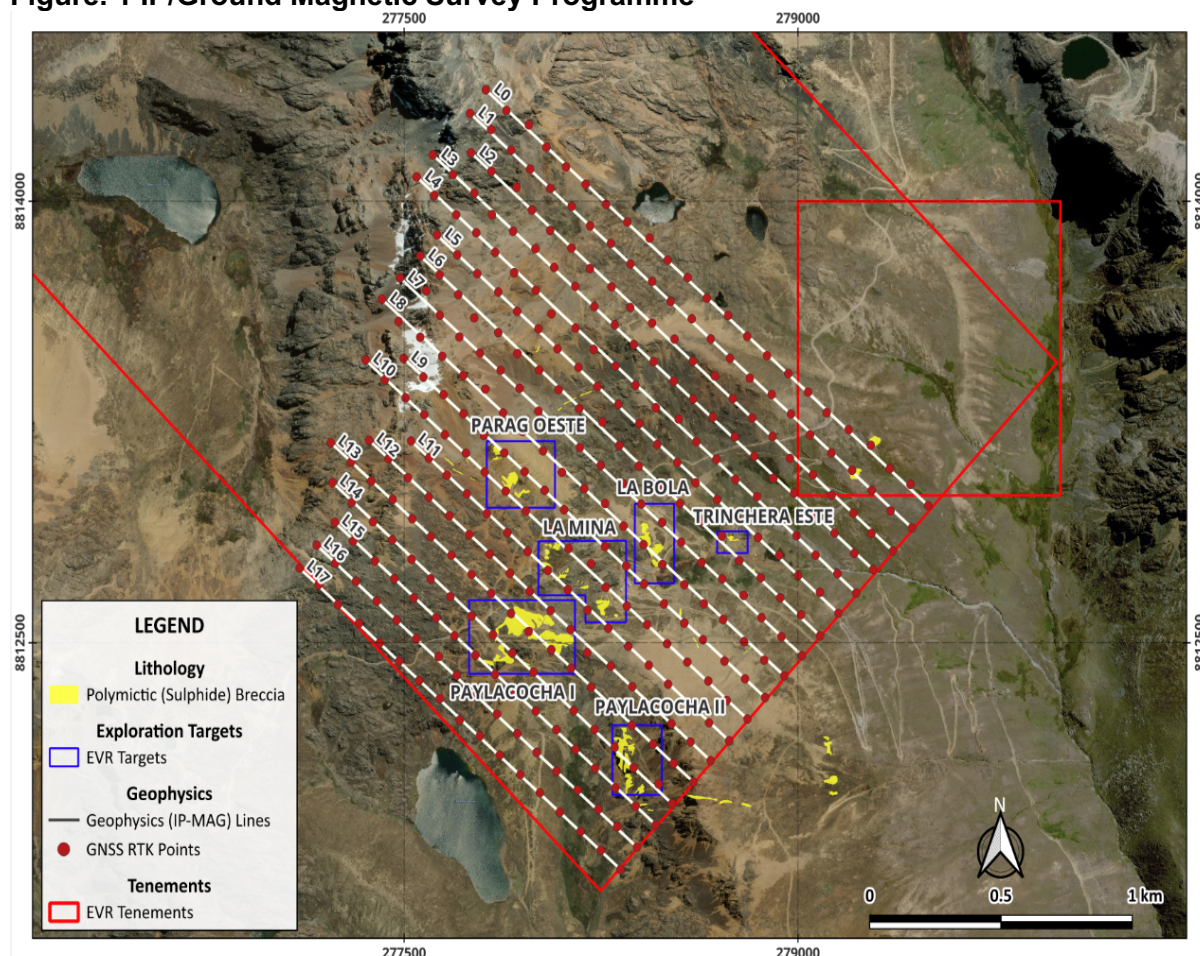 Figure. 1 IP/Ground Magnetic Survey Programme
277500
279000
L0
L1
L2
L3
L4
8814000
8814000
L5
L6
L7
L8
L9
L10
PARAG OESTE
L11
L12
L13
LA BOLA
L14
TRINCHERA ESTE
LA MINA
L15
L16
L17
LEGEND
8812500
8812500
Lithology
Polymictic (Sulphide) Breccia
PAYLACOCHA I
PAYLACOCHA II
Exploration Targets
EVR Targets
Geophysics
Geophysics (IP-MAG) Lines
GNSS RTK Points
Tenements
EVR Tenements
N
0
0.5
1 km
277500
279000